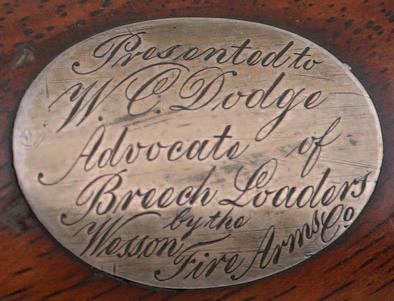 Presented to
W. C. Dodge
Advocate of
Breech Loaders
by the
Wesson Fire Arms Co